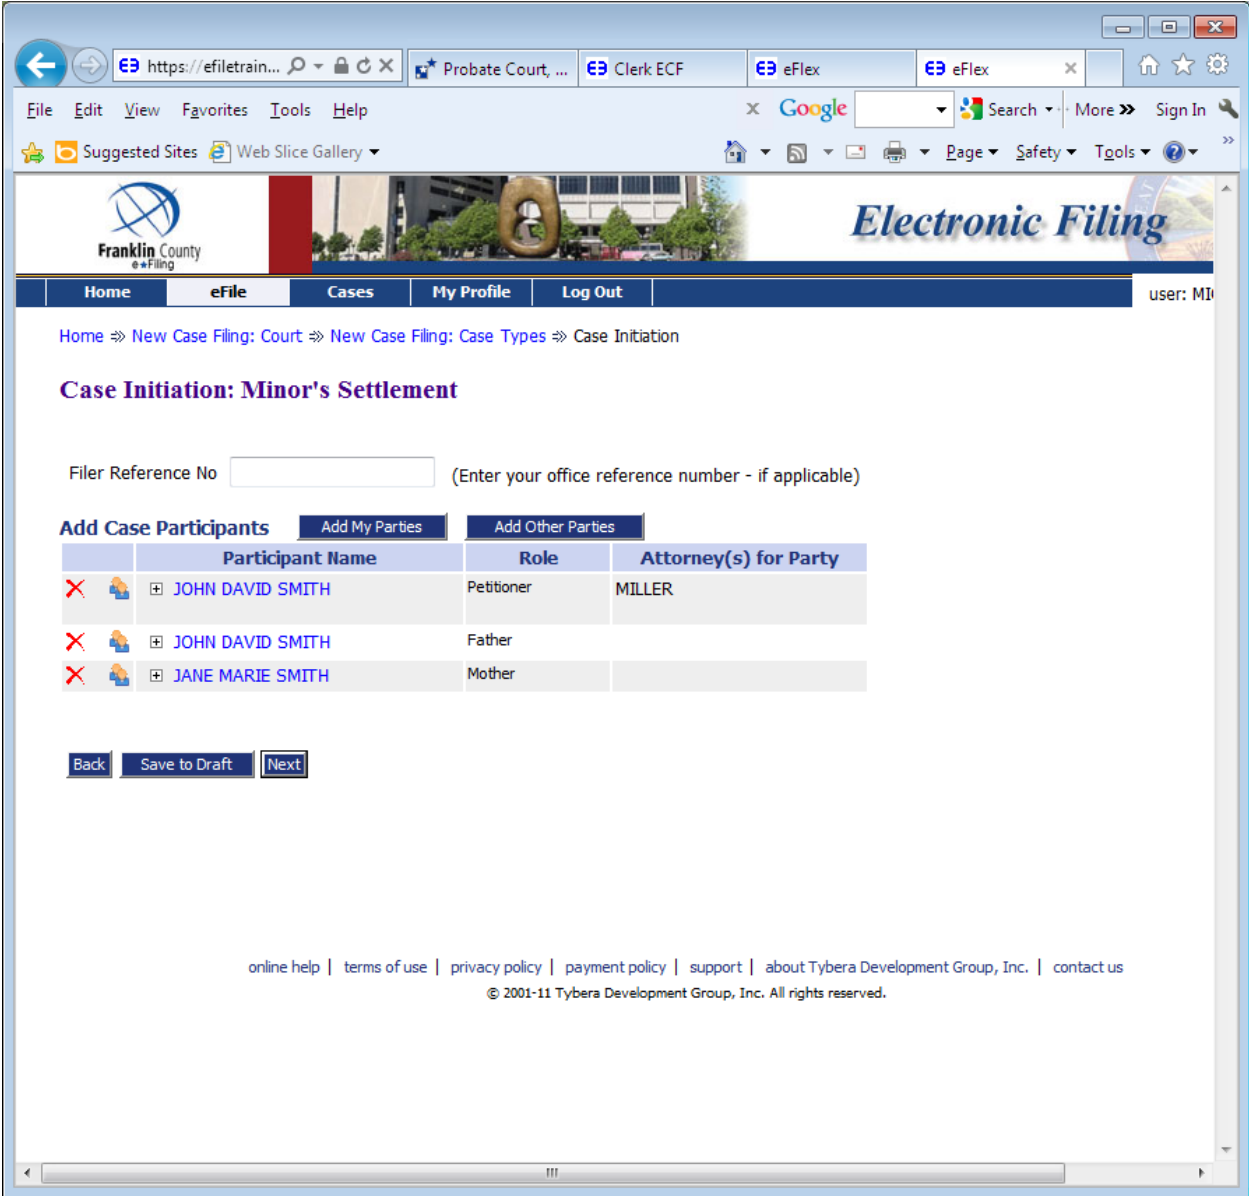 https://efiletrain... Probate Court, ... Clerk ECF eFlex eFlex
File Edit View Favorites Tools Help x Google Search More » Sign In
Suggested Sites Web Slice Gallery Page Safety Tools
Franklin County
e★Filing
Electronic Filing
Home eFile Cases My Profile Log Out
user: MI
Home ⇒ New Case Filing: Court ⇒ New Case Filing: Case Types ⇒ Case Initiation
Case Initiation: Minor's Settlement
Filer Reference No (Enter your office reference number - if applicable)
Add Case Participants Add My Parties Add Other Parties
Participant Name Role Attorney(s) for Party
JOHN DAVID SMITH Petitioner MILLER
JOHN DAVID SMITH Father
JANE MARIE SMITH Mother
Back Save to Draft Next
online help | terms of use | privacy policy | payment policy | support | about Tybera Development Group, Inc. | contact us
© 2001-11 Tybera Development Group, Inc. All rights reserved.